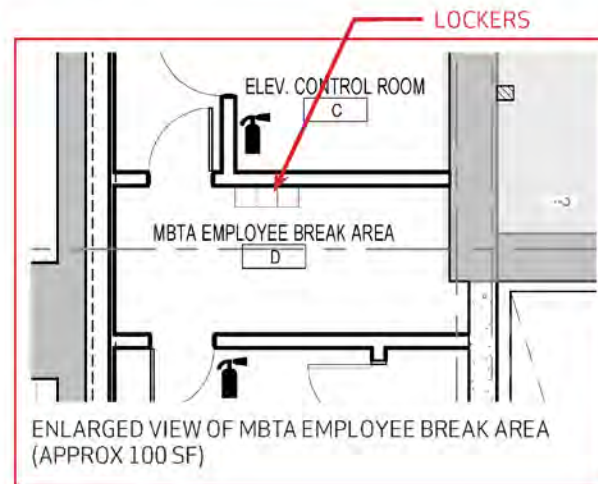 LOCKERS
ELEV. CONTROL ROOM
C
MBTA EMPLOYEE BREAK AREA
D
ENLARGED VIEW OF MBTA EMPLOYEE BREAK AREA
(APPROX 100 SF)